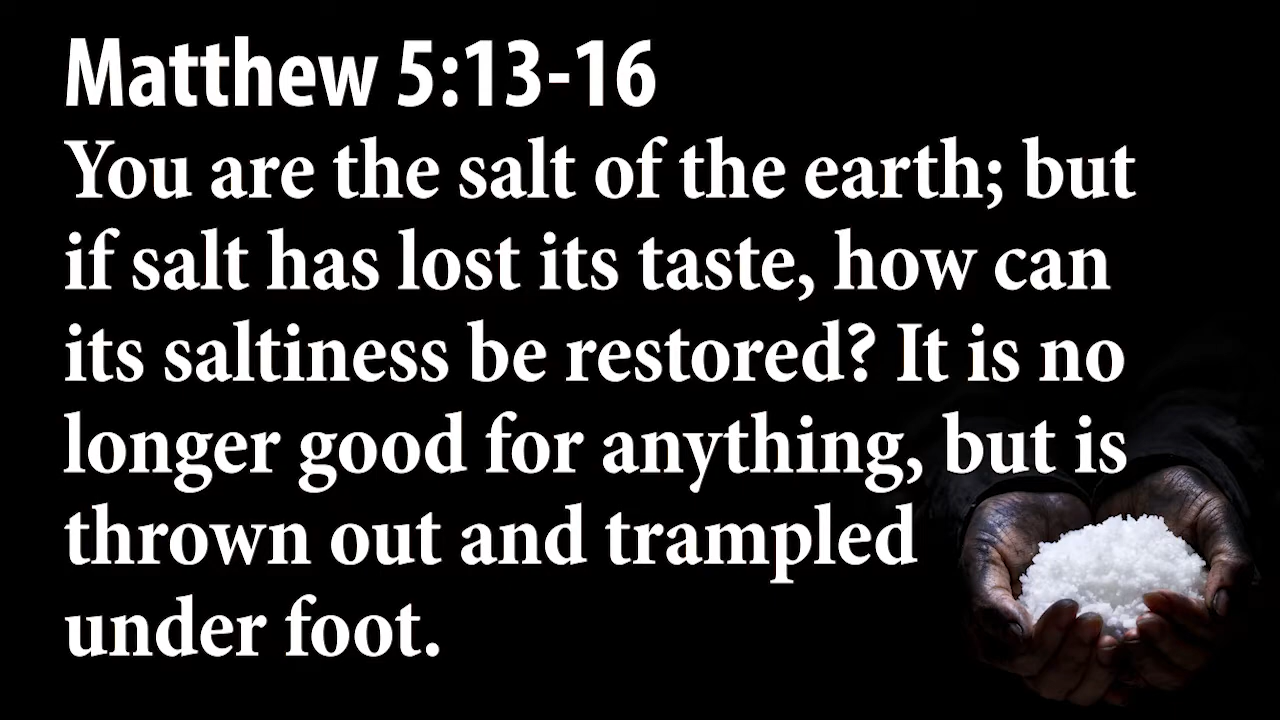 Matthew 5:13-16
You are the salt of the earth; but
if salt has lost its taste, how can
its saltiness be restored? It is no
longer good for anything, but is
thrown out and trampled
under foot.